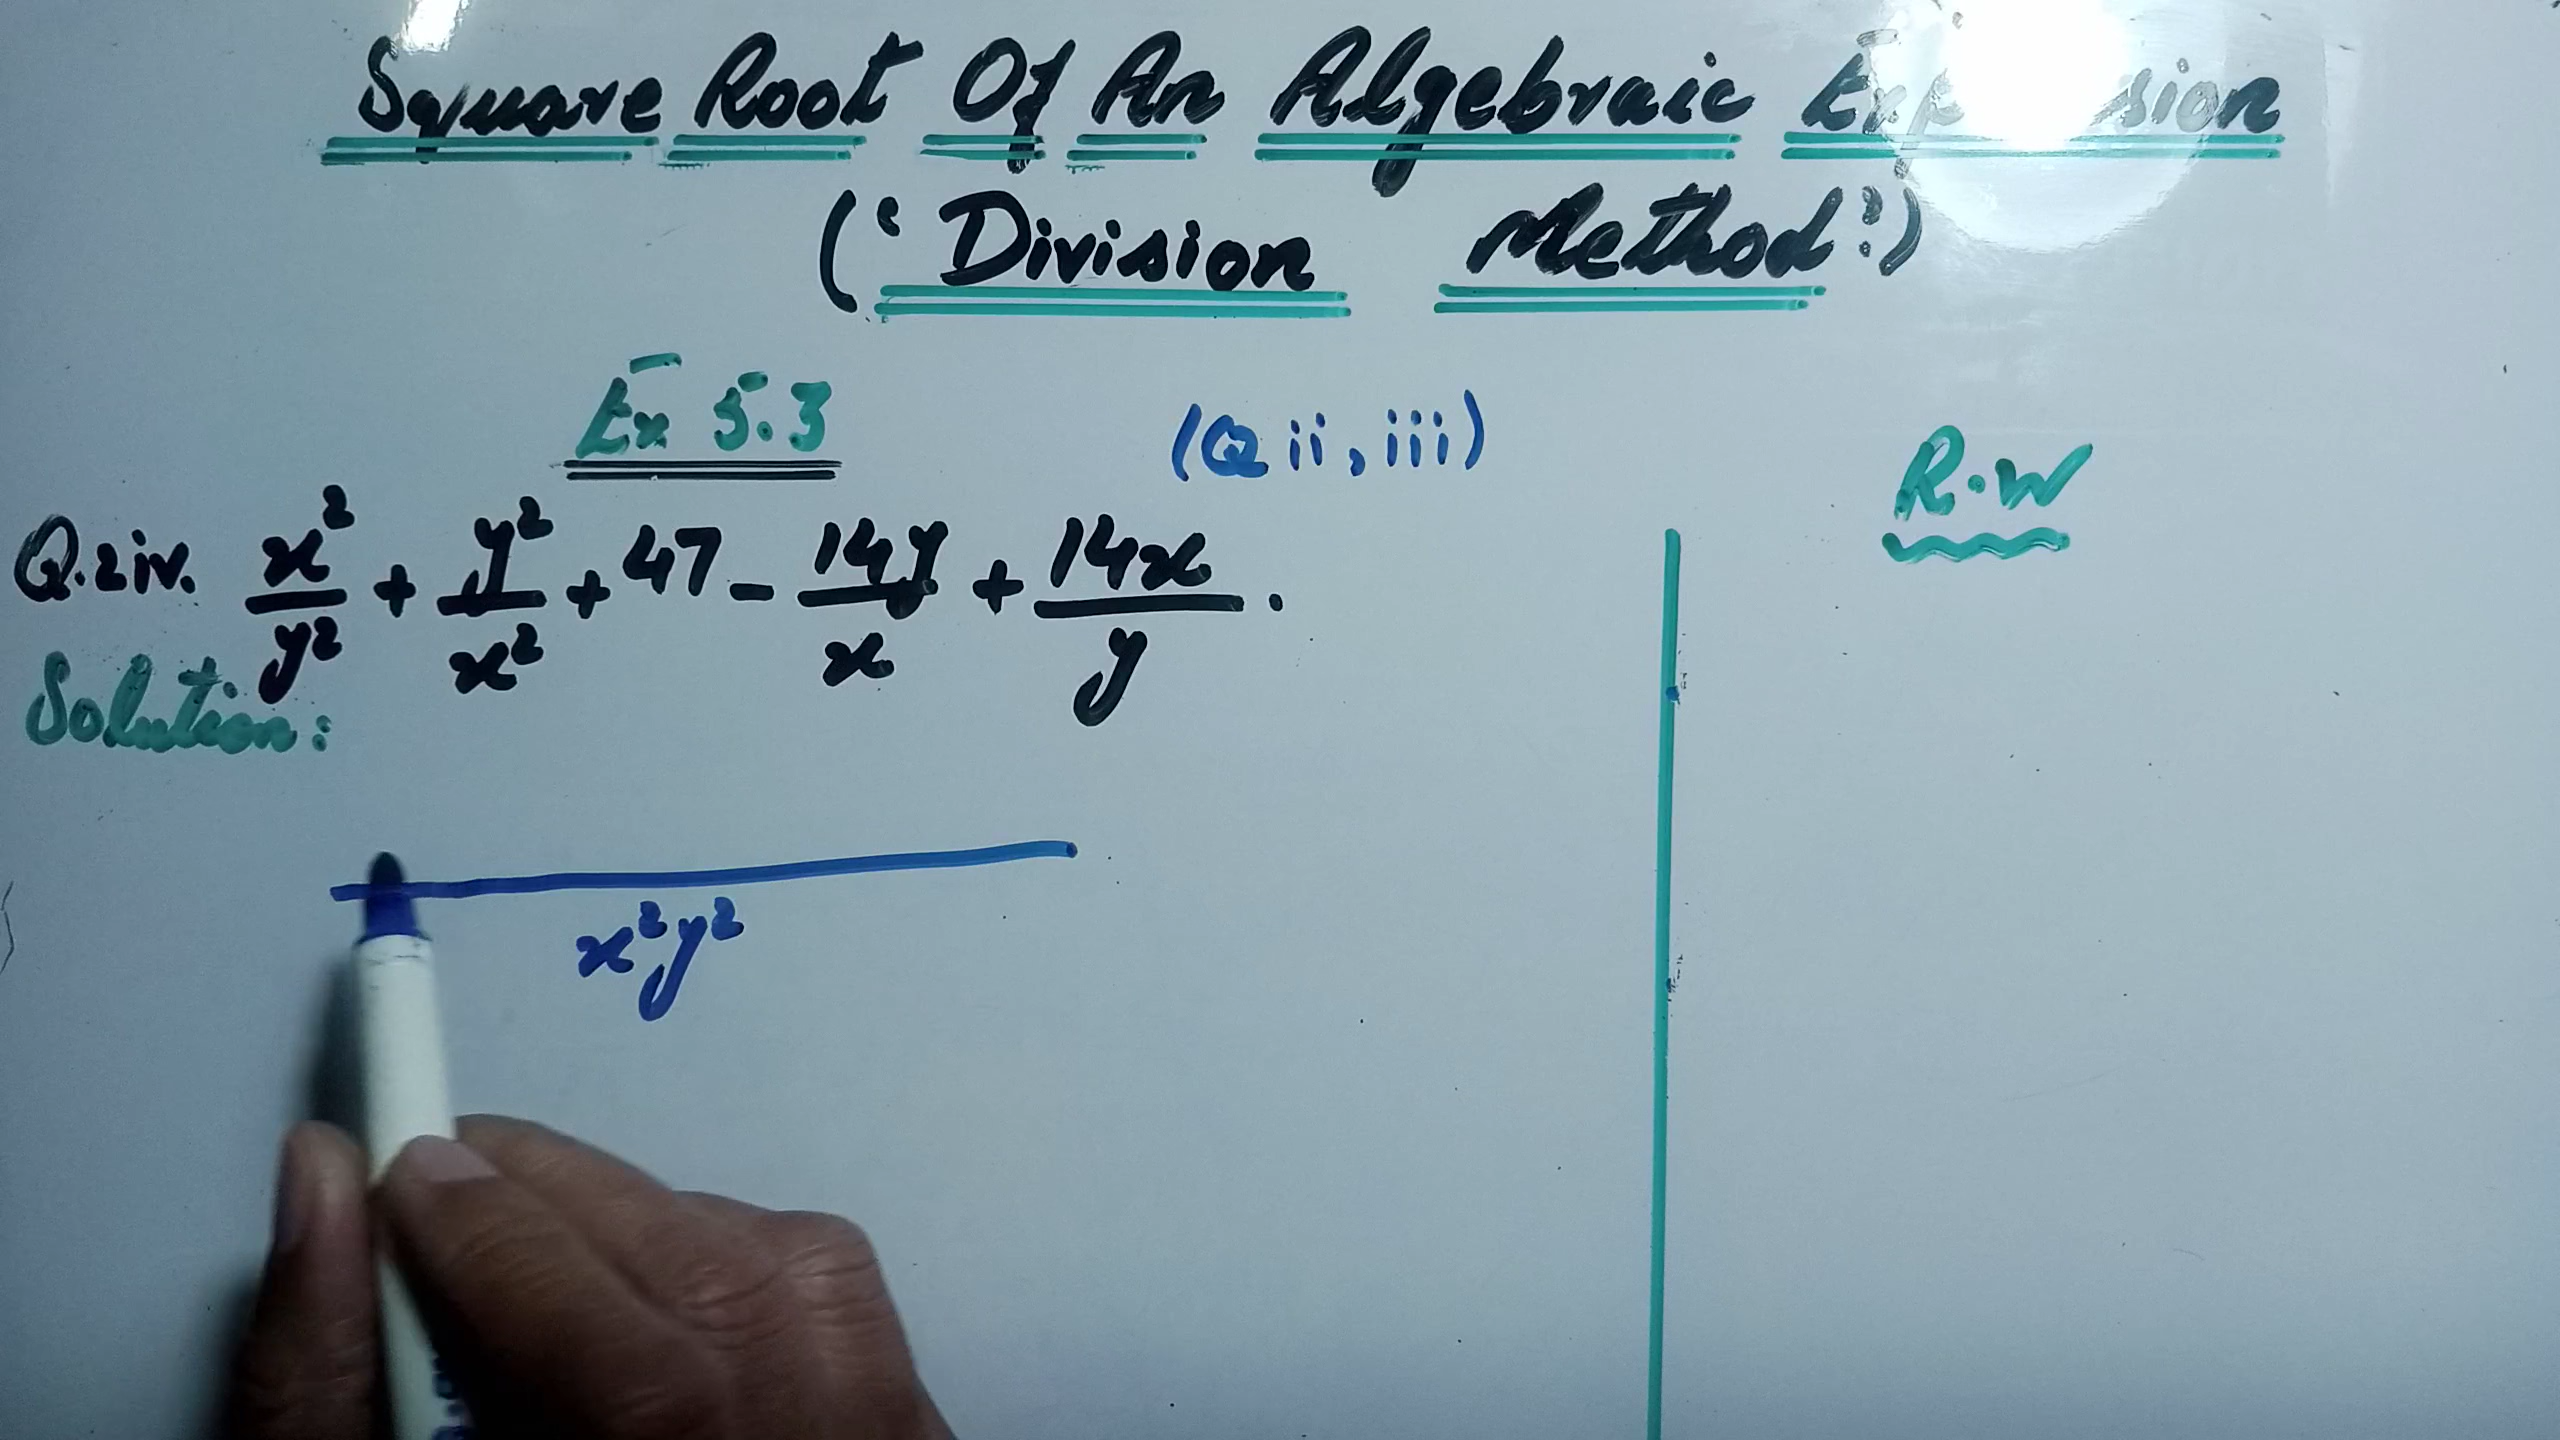 Square Root Of An Algebraic
(“Division Method”)
Ex 5.3 (Q ii, iii)
R.W
Q.2iv. x²/y² + y²/x² + 47 - 14y/x + 14x/y .
Solution:
x²y²